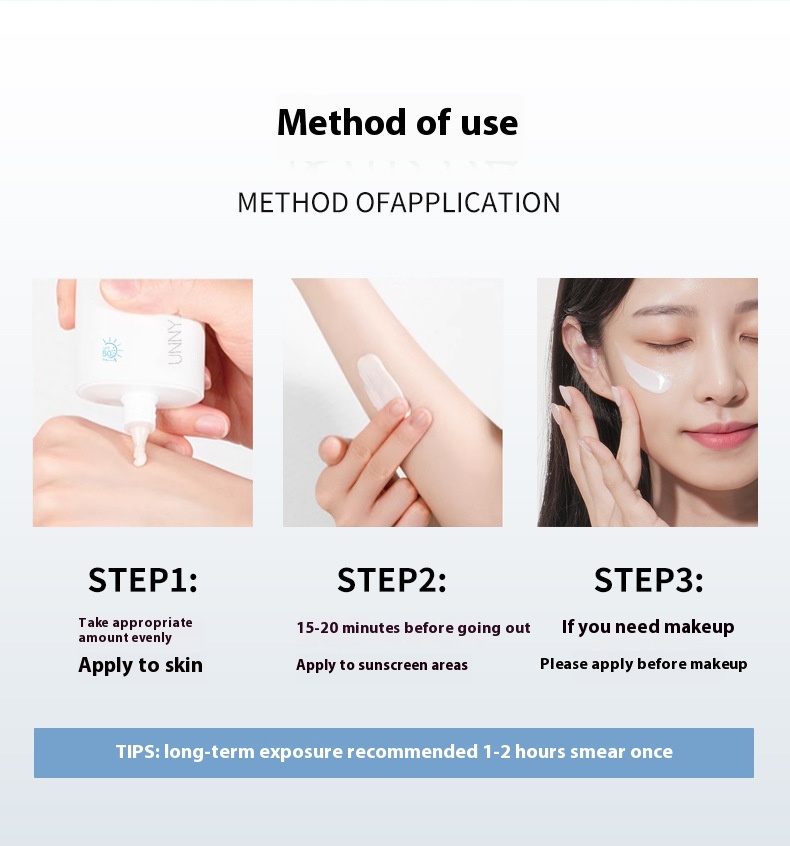 Method of use
METHOD OFAPPLICATION
UNNY
50+
STEP1:
Take appropriate
amount evenly
Apply to skin
STEP2:
15-20 minutes before going out
Apply to sunscreen areas
STEP3:
If you need makeup
Please apply before makeup
TIPS: long-term exposure recommended 1-2 hours smear once